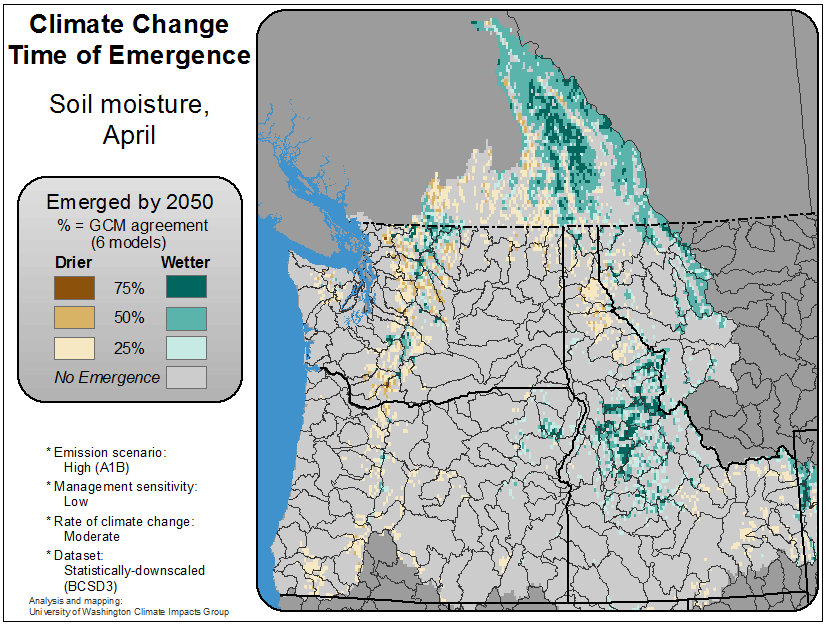 Climate Change
Time of Emergence
Soil moisture,
April
Emerged by 2050
% = GCM agreement
(6 models)
Drier Wetter
75%
50%
25%
No Emergence
* Emission scenario:
High (A1B)
* Management sensitivity:
Low
* Rate of climate change:
Moderate
* Dataset:
Statistically-downscaled
(BCSD3)
Analysis and mapping:
University of Washington Climate Impacts Group